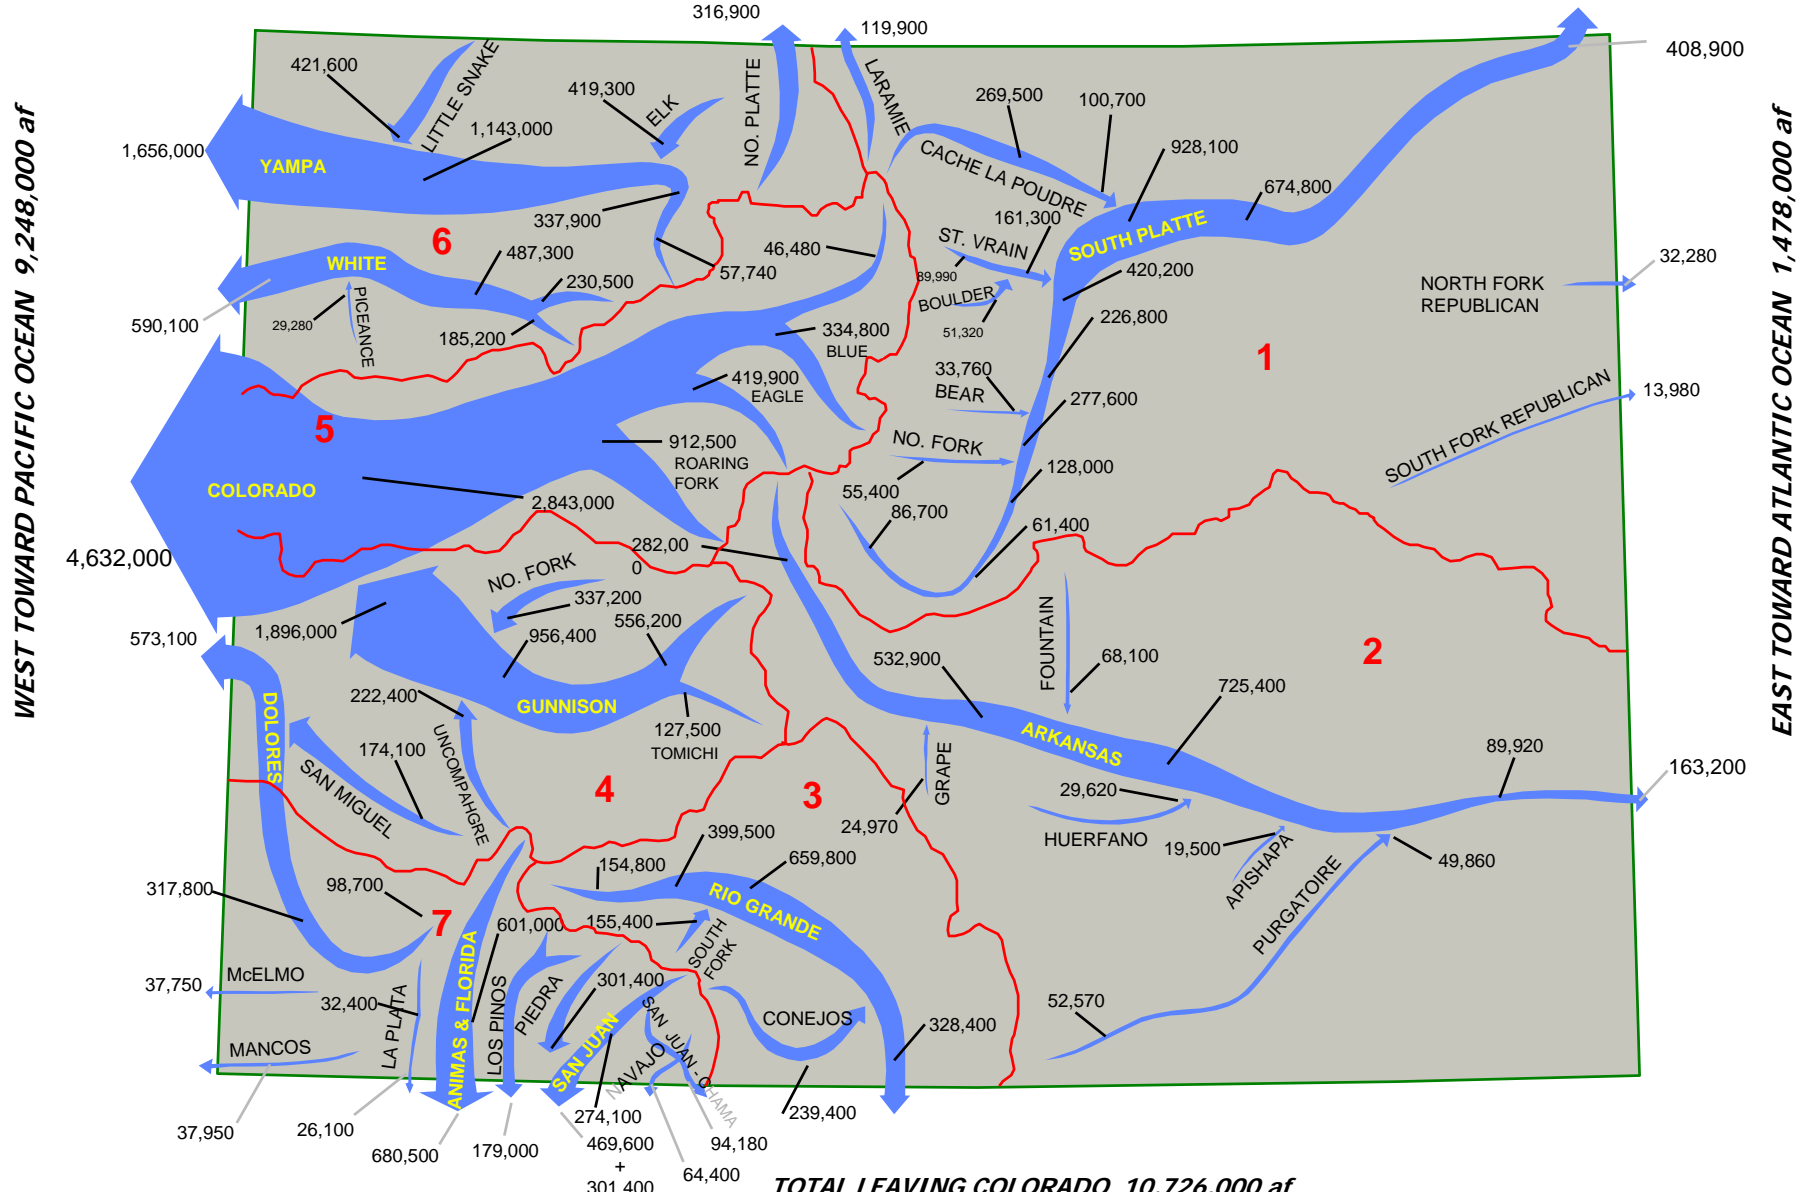 316,900
119,900
408,900
421,600
LITTLE SNAKE
419,300
ELK
NO. PLATTE
LARAMIE
269,500
100,700
1,143,000
928,100
1,656,000
YAMPA
CACHE LA POUDRE
674,800
337,900
161,300
SOUTH PLATTE
6
46,480
ST. VRAIN
487,300
WHITE
57,740
420,200
32,280
230,500
89,990
BOULDER
NORTH FORK
REPUBLICAN
PICEANCE
29,280
590,100
185,200
334,800
BLUE
51,320
226,800
1
419,900
EAGLE
33,760
BEAR
277,600
13,980
SOUTH FORK REPUBLICAN
5
912,500
ROARING
FORK
NO. FORK
128,000
COLORADO
2,843,000
55,400
86,700
61,400
4,632,000
282,00
0
NO. FORK
337,200
556,200
573,100
1,896,000
956,400
532,900
FOUNTAIN
68,100
2
222,400
725,400
DOLORES
GUNNISON
127,500
TOMICHI
ARKANSAS
174,100
UNCOMPAHGRE
SAN MIGUEL
89,920
163,200
4
3
GRAPE
29,620
24,970
HUERFANO
19,500
APISHAPA
49,860
399,500
659,800
154,800
317,800
98,700
7
RIO GRANDE
PURGATOIRE
601,000
155,400
SOUTH
FORK
37,750
McELMO
32,400
LA PLATA
ANIMAS & FLORIDA
LOS PINOS
PIEDRA
301,400
SAN JUAN
SAN JUAN - CHAMA
NAVAJO
CONEJOS
52,570
328,400
MANCOS
37,950
26,100
680,500
179,000
274,100
469,600
+
301,400
64,400
94,180
239,400
TOTAL LEAVING COLORADO 10,726,000 af
WEST TOWARD PACIFIC OCEAN 9,248,000 af
EAST TOWARD ATLANTIC OCEAN 1,478,000 af